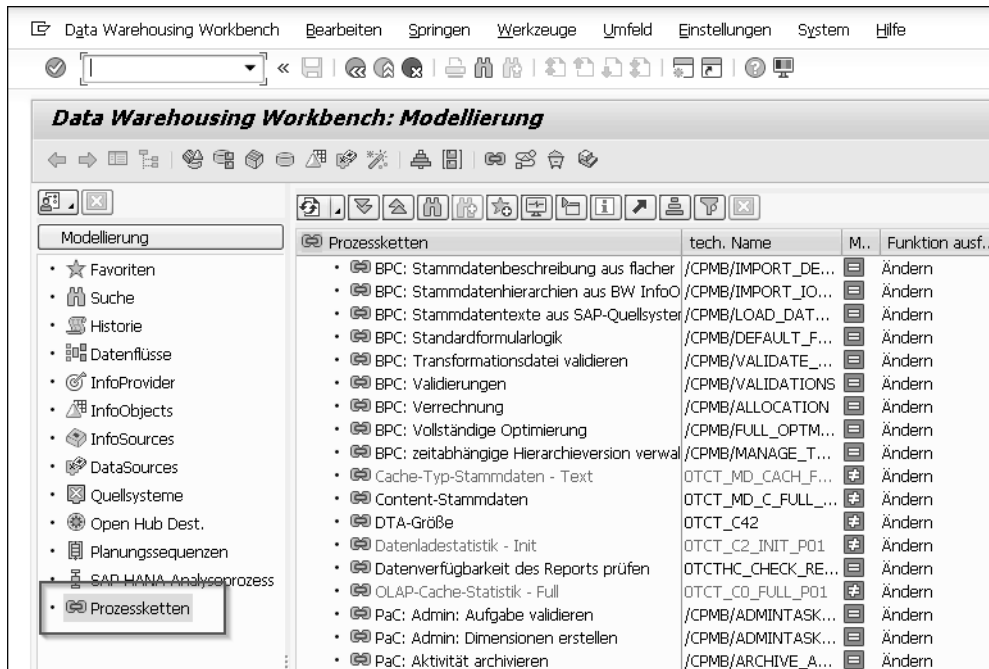 Data Warehousing Workbench Bearbeiten Springen Werkzeuge Umfeld Einstellungen System Hilfe
Data Warehousing Workbench: Modellierung
Modellierung
Favoriten
Suche
Historie
Datenflüsse
InfoProvider
InfoObjects
InfoSources
DataSources
Quellsysteme
Open Hub Dest.
Planungssequenzen
SAP HANA-Analyseprozess
Prozessketten
Prozessketten tech. Name M.. Funktion ausf..
BPC: Stammdatenbeschreibung aus flacher /CPMB/IMPORT_DE... Ändern
BPC: Stammdatenhierarchien aus BW InfoO /CPMB/IMPORT_IO... Ändern
BPC: Stammdatentexte aus SAP-Quellsyster /CPMB/LOAD_DAT... Ändern
BPC: Standardformularlogik /CPMB/DEFAULT_F... Ändern
BPC: Transformationsdatei validieren /CPMB/VALIDATE_... Ändern
BPC: Validierungen /CPMB/VALIDATIONS Ändern
BPC: Verrechnung /CPMB/ALLOCATION Ändern
BPC: Vollständige Optimierung /CPMB/FULL_OPTM... Ändern
BPC: zeitabhängige Hierarchieversion verwal /CPMB/MANAGE_T... Ändern
Cache-Typ-Stammdaten - Text 0TCT_MD_CACH_F... Ändern
Content-Stammdaten 0TCT_MD_C_FULL_... Ändern
DTA-Größe 0TCT_C42 Ändern
Datenladestatistik - Init 0TCT_C2_INIT_P01 Ändern
Datenverfügbarkeit des Reports prüfen 0TCTHC_CHECK_RE... Ändern
OLAP-Cache-Statistik - Full 0TCT_C0_FULL_P01 Ändern
PaC: Admin: Aufgabe validieren /CPMB/ADMINTASK... Ändern
PaC: Admin: Dimensionen erstellen /CPMB/ADMINTASK... Ändern
PaC: Aktivität archivieren /CPMB/ARCHIVE_A... Ändern